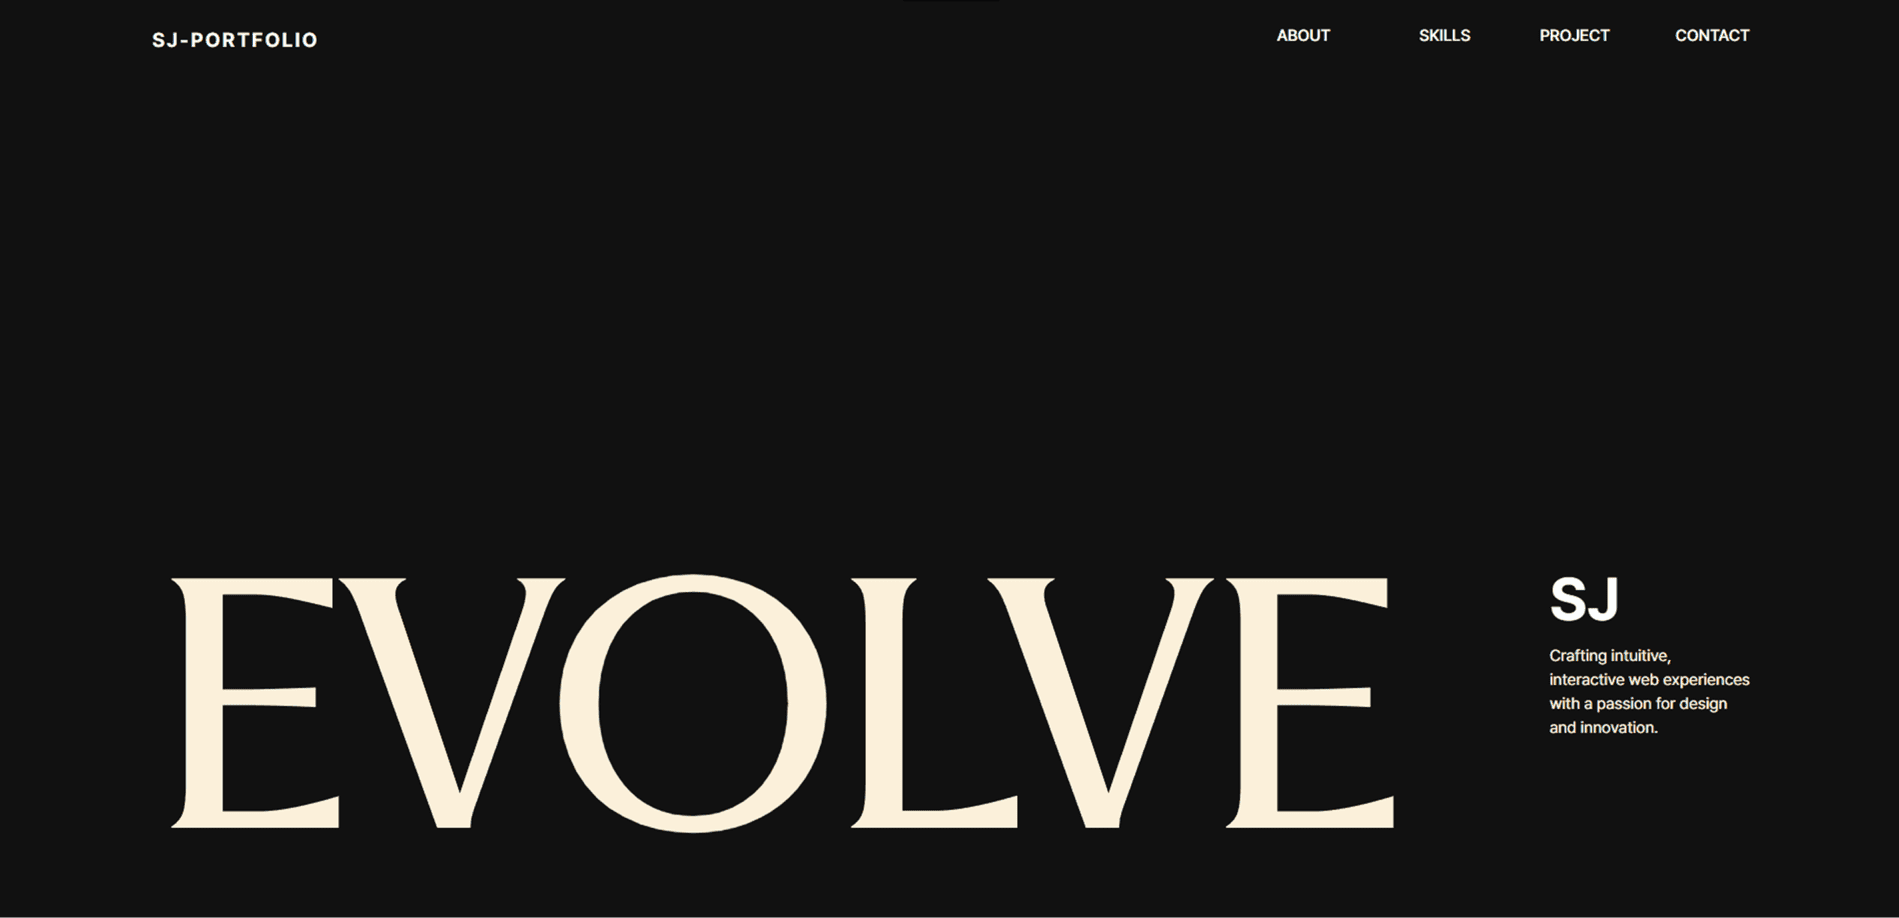 SJ-PORTFOLIO
ABOUT SKILLS PROJECT CONTACT
EVOLVE
SJ
Crafting intuitive,
interactive web experiences
with a passion for design
and innovation.